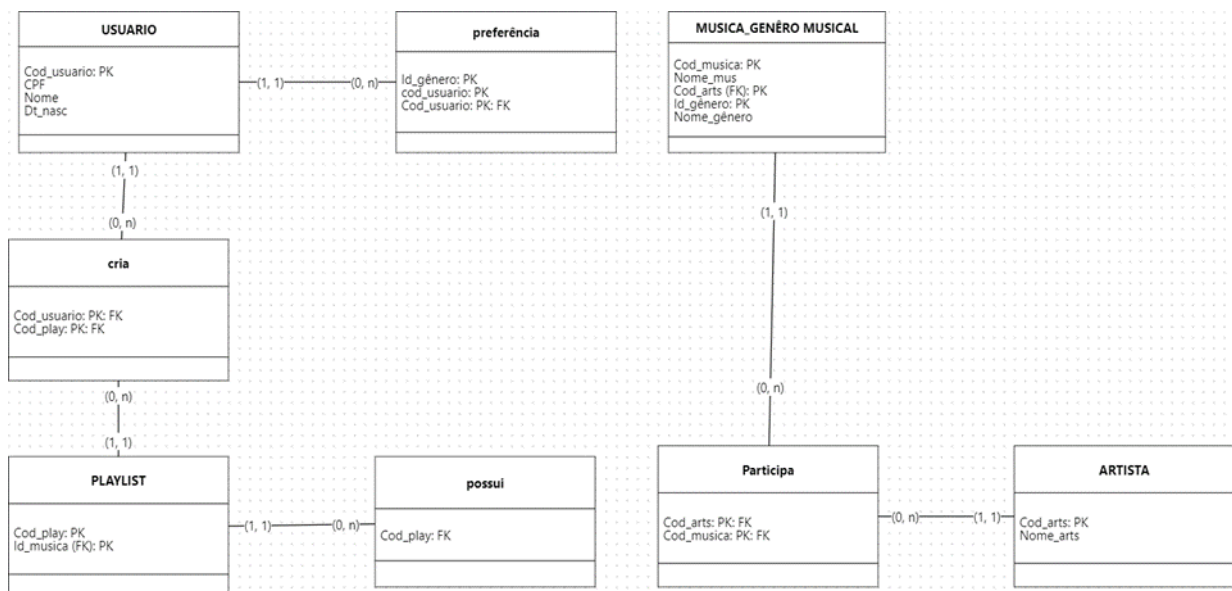 USUARIO
Cod_usuario: PK
CPF
Nome
Dt_nasc
(1, 1)
(0, n)
preferência
Id_gênero: PK
cod_usuario: PK
Cod_usuario: PK: FK
MUSICA_GENÊRO MUSICAL
Cod_musica: PK
Nome_mus
Cod_arts (FK): PK
Id_gênero: PK
Nome_gênero
(1, 1)
(0, n)
cria
Cod_usuario: PK: FK
Cod_play: PK: FK
(0, n)
(1, 1)
PLAYLIST
Cod_play: PK
Id_musica (FK): PK
(1, 1)
(0, n)
possui
Cod_play: FK
(1, 1)
(0, n)
Participa
Cod_arts: PK: FK
Cod_musica: PK: FK
(0, n)
(1, 1)
ARTISTA
Cod_arts: PK
Nome_arts